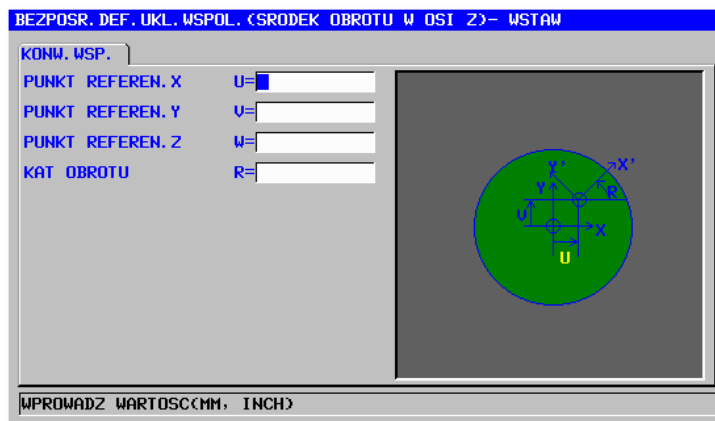 BEZPOSR.DEF.UKL.WSPOL.(SRODEK OBROTU W OSI Z)- WSTAW
KONW.WSP.
PUNKT REFEREN.X U=
PUNKT REFEREN.Y V=
PUNKT REFEREN.Z W=
KAT OBROTU R=
Y' X'
Y R
V X
U
WPROWADZ WARTOSC(MM, INCH)